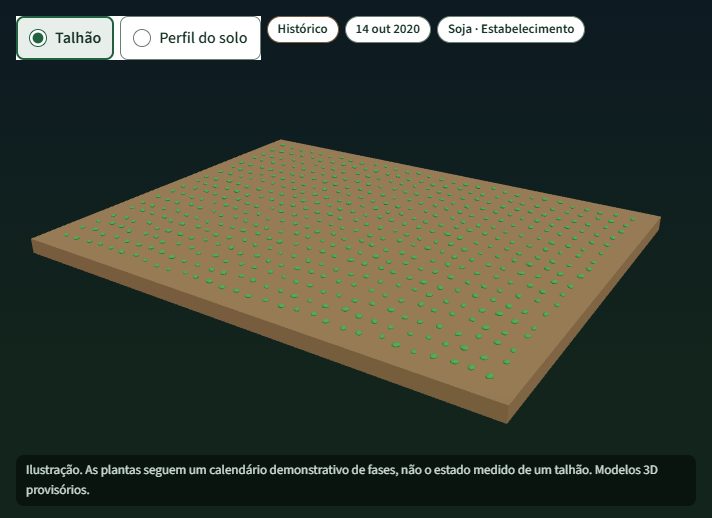 Talhão
Perfil do solo
Histórico
14 out 2020
Soja · Estabelecimento
Ilustração. As plantas seguem um calendário demonstrativo de fases, não o estado medido de um talhão. Modelos 3D
provisórios.